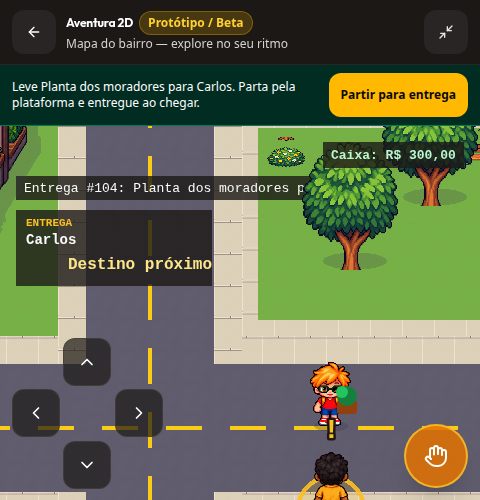 Aventura 2D Protótipo / Beta
Mapa do bairro — explore no seu ritmo
Leve Planta dos moradores para Carlos. Parta pela
plataforma e entregue ao chegar.
Partir para entrega
Caixa: R$ 300,00
Entrega #104: Planta dos moradores p
ENTREGA
Carlos
Destino próximo
!